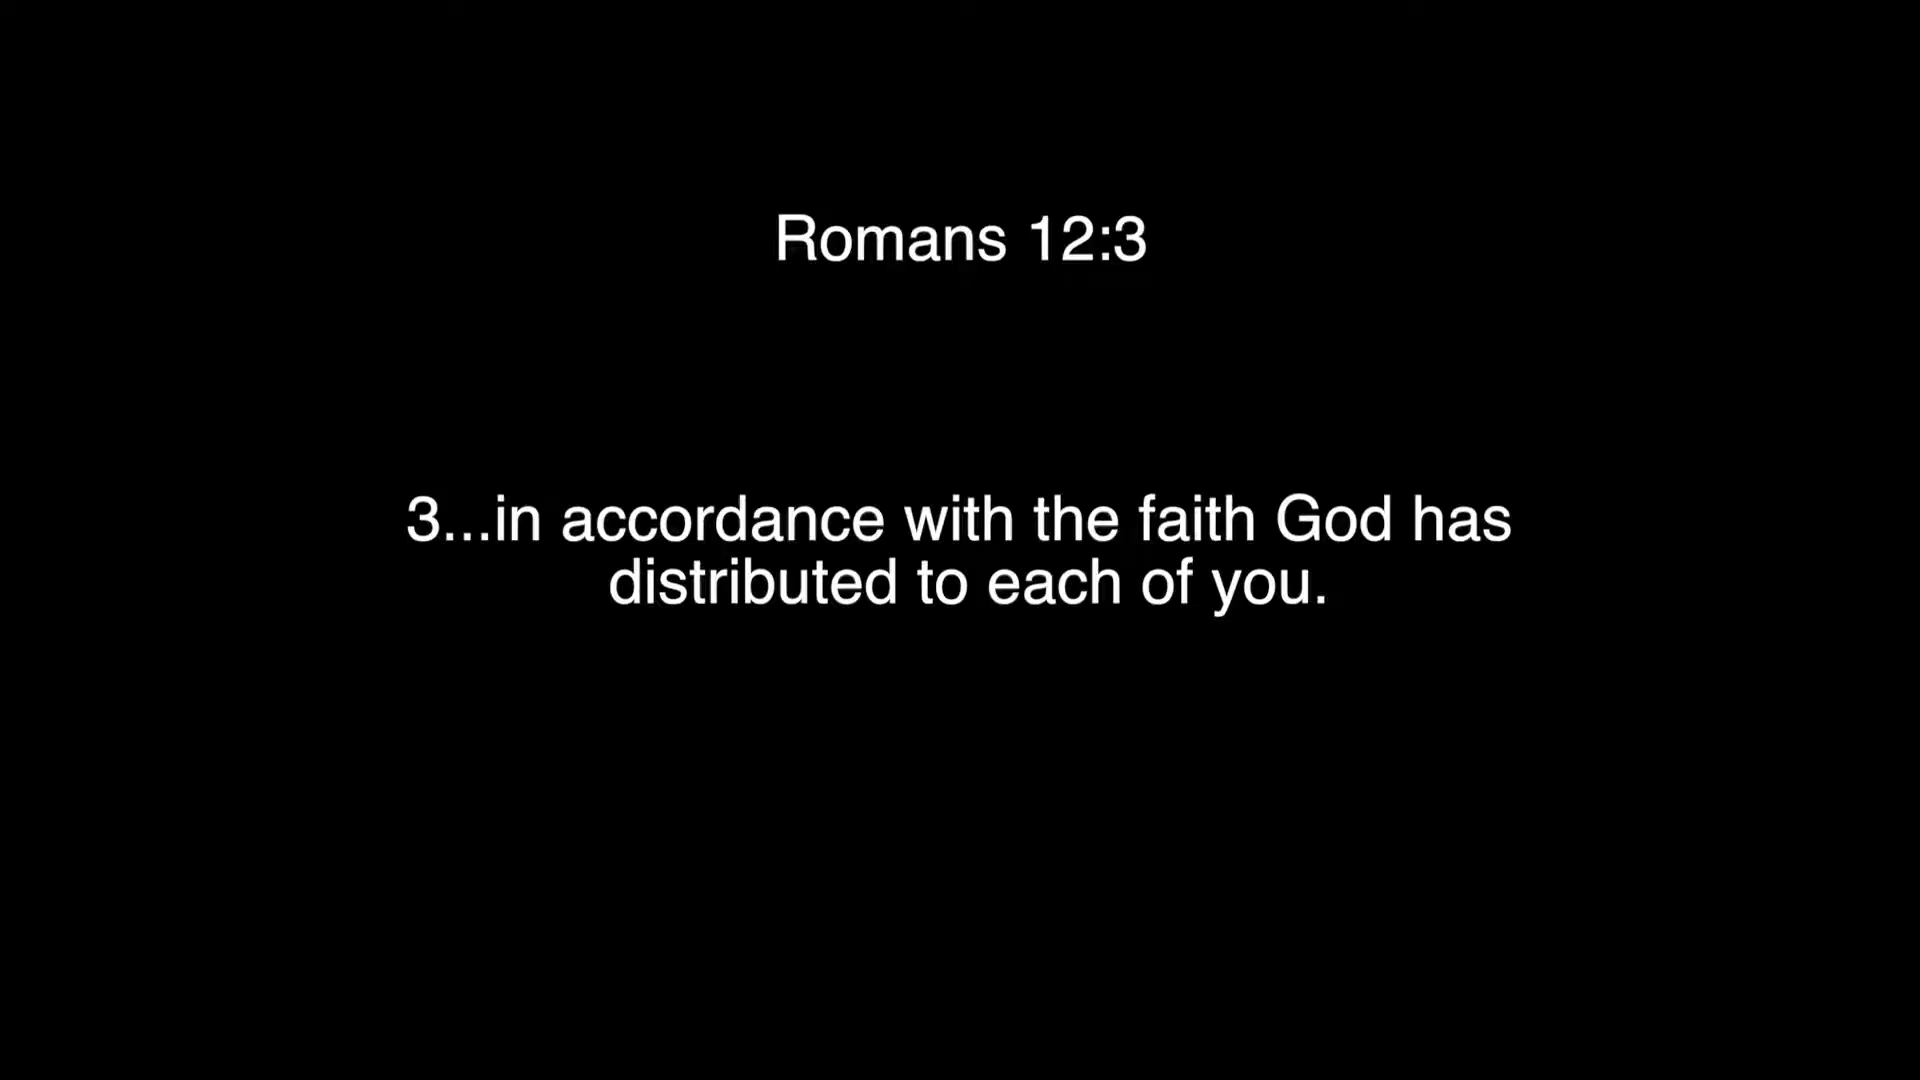 Romans 12:3
3...in accordance with the faith God has
distributed to each of you.